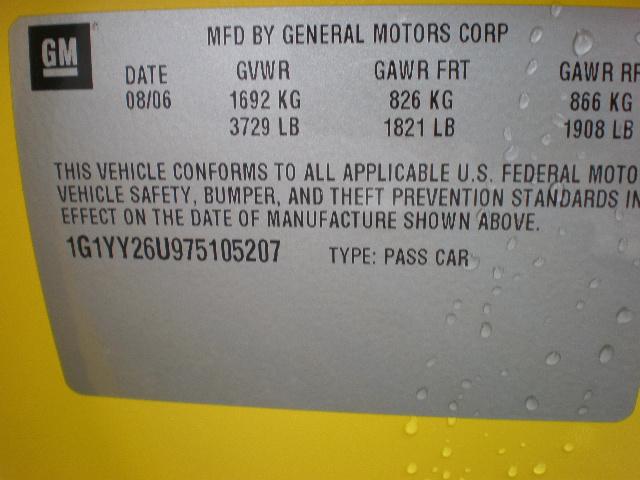 GM
MFD BY GENERAL MOTORS CORP
DATE GVWR GAWR FRT GAWR
08/06 1692 KG 826 KG 866 KG
3729 LB 1821 LB 1908 LB
THIS VEHICLE CONFORMS TO ALL APPLICABLE U.S. FEDERAL
VEHICLE SAFETY, BUMPER, AND THEFT PREVENTION STANDARDS IN
EFFECT ON THE DATE OF MANUFACTURE SHOWN ABOVE.
1G1YY26U975105207 TYPE: PASS CAR